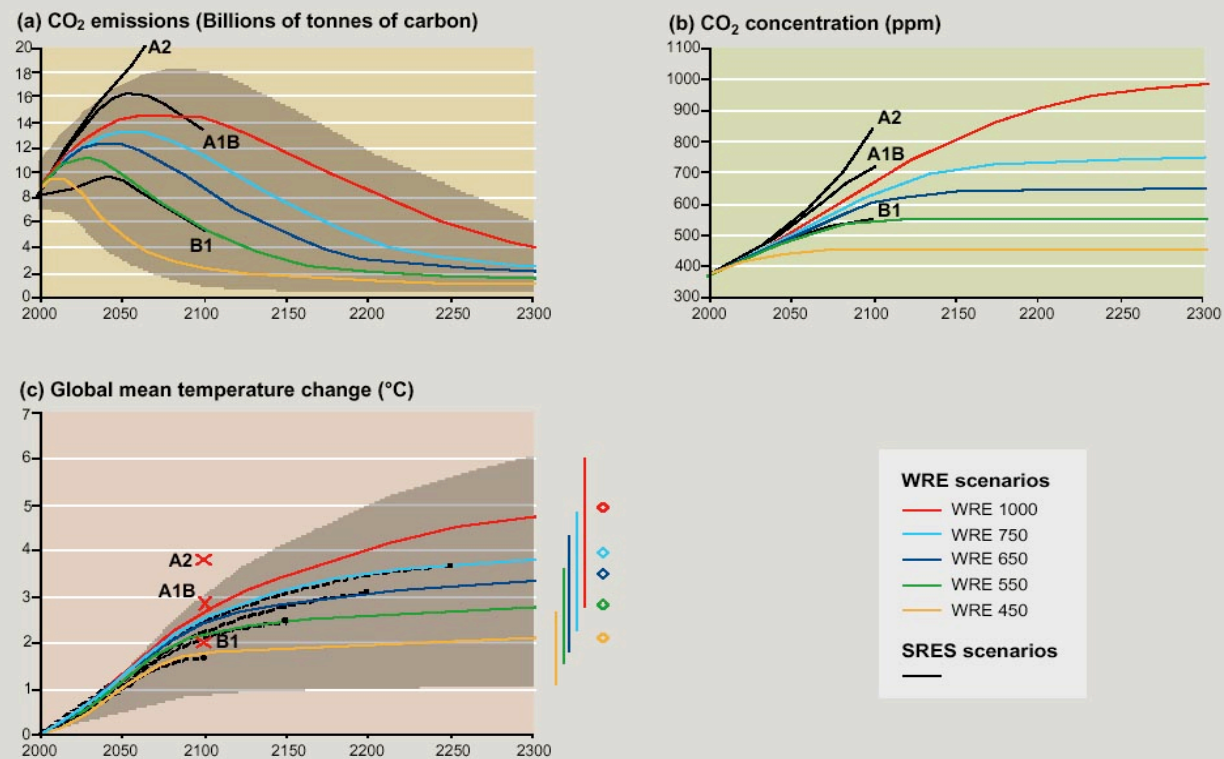 (a) CO₂ emissions (Billions of tonnes of carbon)
20
18
16
14
12
10
8
6
4
2
0
A2
A1B
B1
2000 2050 2100 2150 2200 2250 2300
(b) CO₂ concentration (ppm)
1100
1000
900
800
700
600
500
400
300
A2
A1B
B1
2000 2050 2100 2150 2200 2250 2300
(c) Global mean temperature change (°C)
7
6
5
4
3
2
1
0
A2
A1B
B1
2000 2050 2100 2150 2200 2250 2300
WRE scenarios
WRE 1000
WRE 750
WRE 650
WRE 550
WRE 450
SRES scenarios